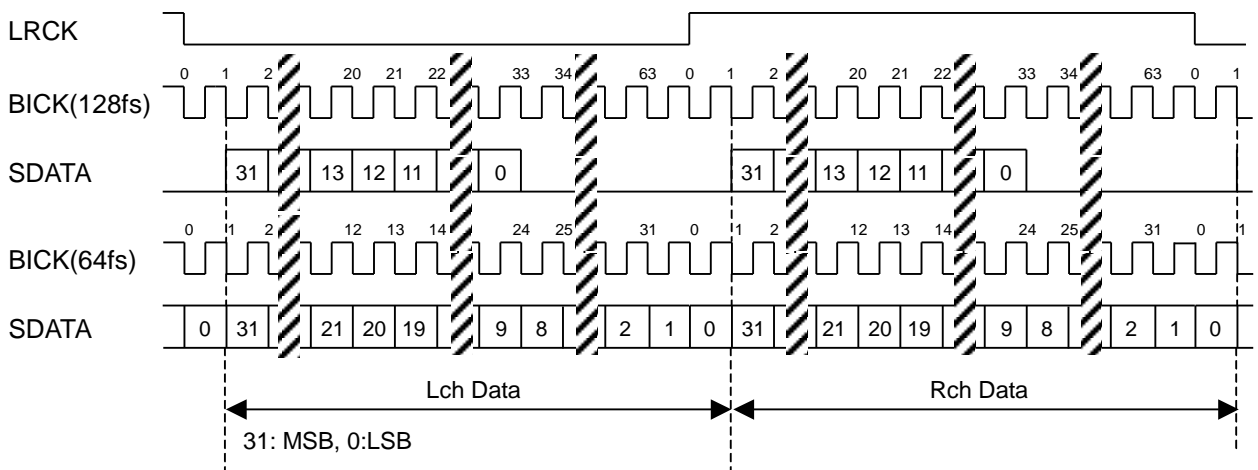 LRCK
0 1 2 20 21 22 33 34 63 0 1 2 20 21 22 33 34 63 0 1
BICK(128fs)
SDATA 31 13 12 11 0 31 13 12 11 0
0 1 2 12 13 14 24 25 31 0 1 2 12 13 14 24 25 31 0 1
BICK(64fs)
SDATA 0 31 21 20 19 9 8 2 1 0 31 21 20 19 9 8 2 1 0
Lch Data Rch Data
31: MSB, 0:LSB